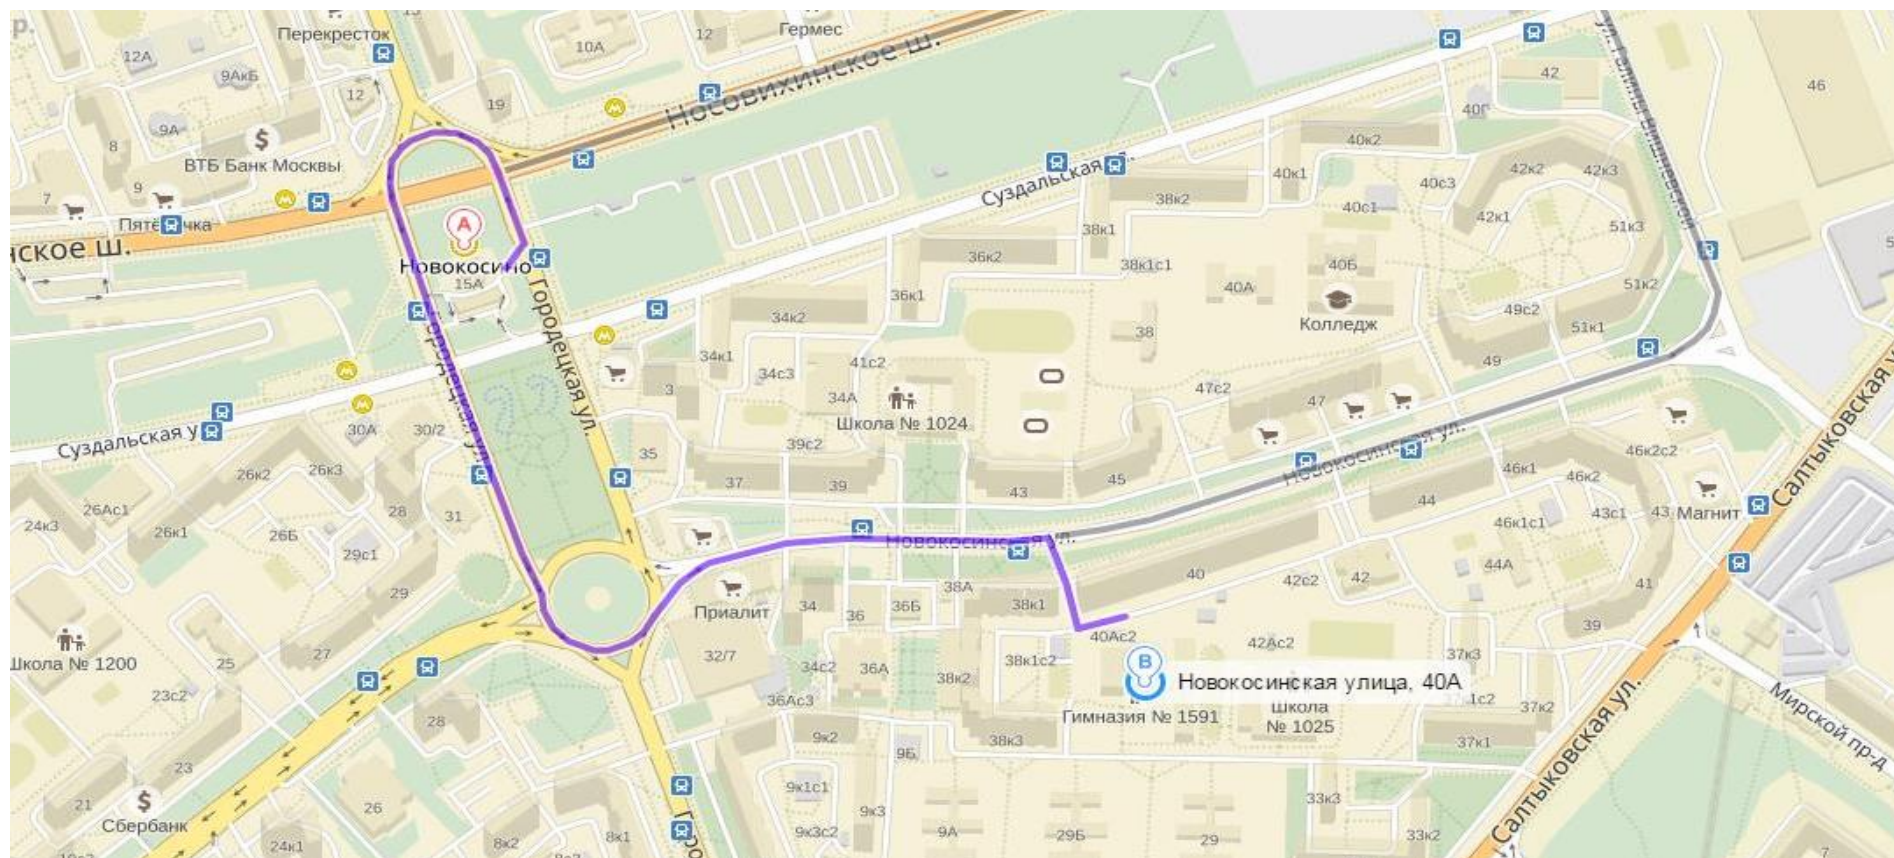 р.
Перекресток
12А
9АкБ
12
8
9А
ВТБ Банк Москвы
7
9
Пятёрочка
нское ш.
10А
12
Гермес
19
Носовихинское ш.
А
Новокосино
15А
Городецкая ул.
Городецкая ул.
Суздальская ул.
Суздальская ул.
ул. Галины Вишневской
42
46
40Г
40к2
40к1
40с3
42к2
42к3
40с1
42к1
51к3
38к2
38к1
36к2
38к1с1
40А
40Б
51к2
Колледж
36к1
34к2
38
49с2
51к1
34к1
34с3
41с2
3
34А
Школа № 1024
47с2
47
49
30А
30/2
39с2
35
37
39
43
45
Новокосинская ул.
Новокосинская ул.
46к1
46к2
46к2с2
44
43с1
43
Магнит
46к1с1
Салтыковская ул.
26к2
26к3
26Ас1
24к3
26к1
26Б
28
31
29с1
29
27
Школа № 1200
25
23с2
28
23
21
Сбербанк
26
24к1
8к2
8к1
Приалит
34
36
36Б
38А
38к1
40
42с2
42
44А
41
39
32/7
34с2
36А
38к2
38к1с2
40Ас2
42Ас2
37к3
В
Новокосинская улица, 40А
1с2
37к2
36Ас3
Гимназия № 1591
Школа
№ 1025
37к1
Мирской пр-д
9к2
9Б
38к3
9к1с1
9к3
9к3с2
9А
29Б
29
33к3
33к2
Салтыковская ул.
7